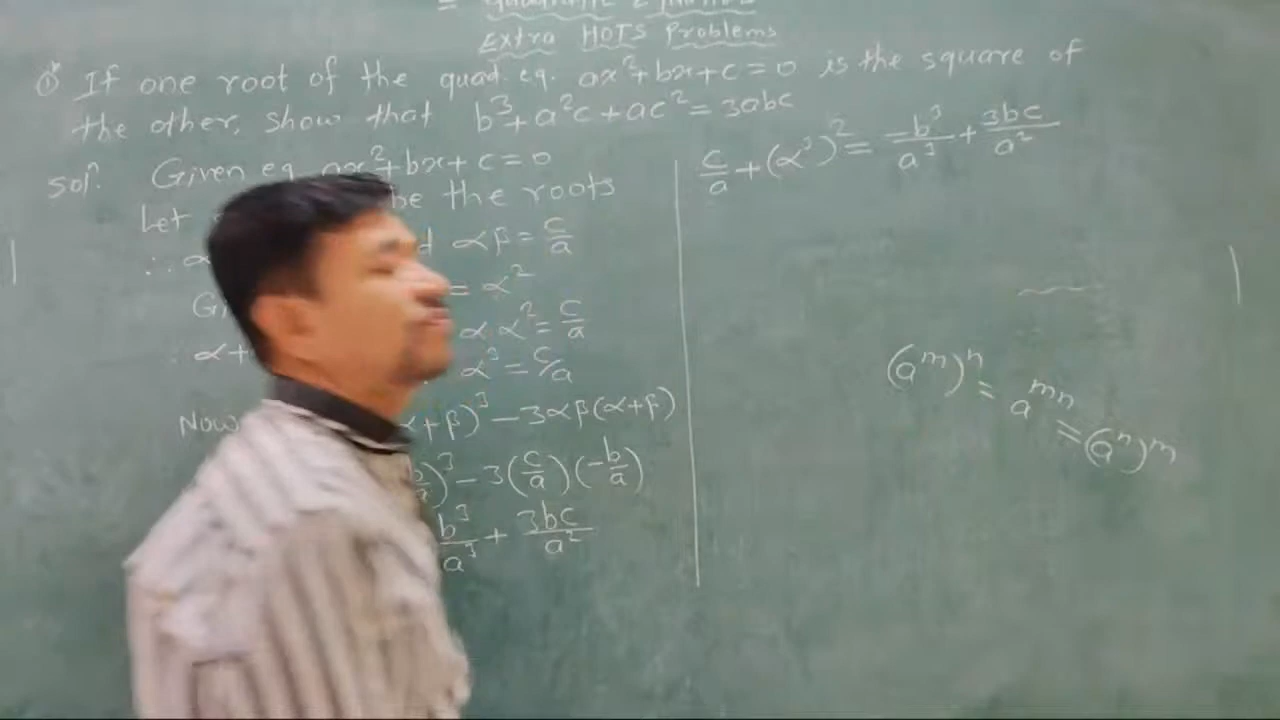 Extra HOTS Problems
① If one root of the quad. eq. ax²+bx+c=0 is the square of
the other, show that b³+a²c+ac²=3abc
Sol. Given eq. ax²+bx+c=0
Let be the roots
∴ α αβ = c/a
Gi = α²
∴ α+ α α² = c/a
α³ = c/a
Now +β)³ − 3αβ(α+β)
b/a)³ − 3(c/a)(−b/a)
b³/a³ + 3bc/a²
c/a + (α³)² = −b³/a³ + 3bc/a²
(aᵐ)ⁿ = aᵐⁿ
= (aⁿ)ᵐ